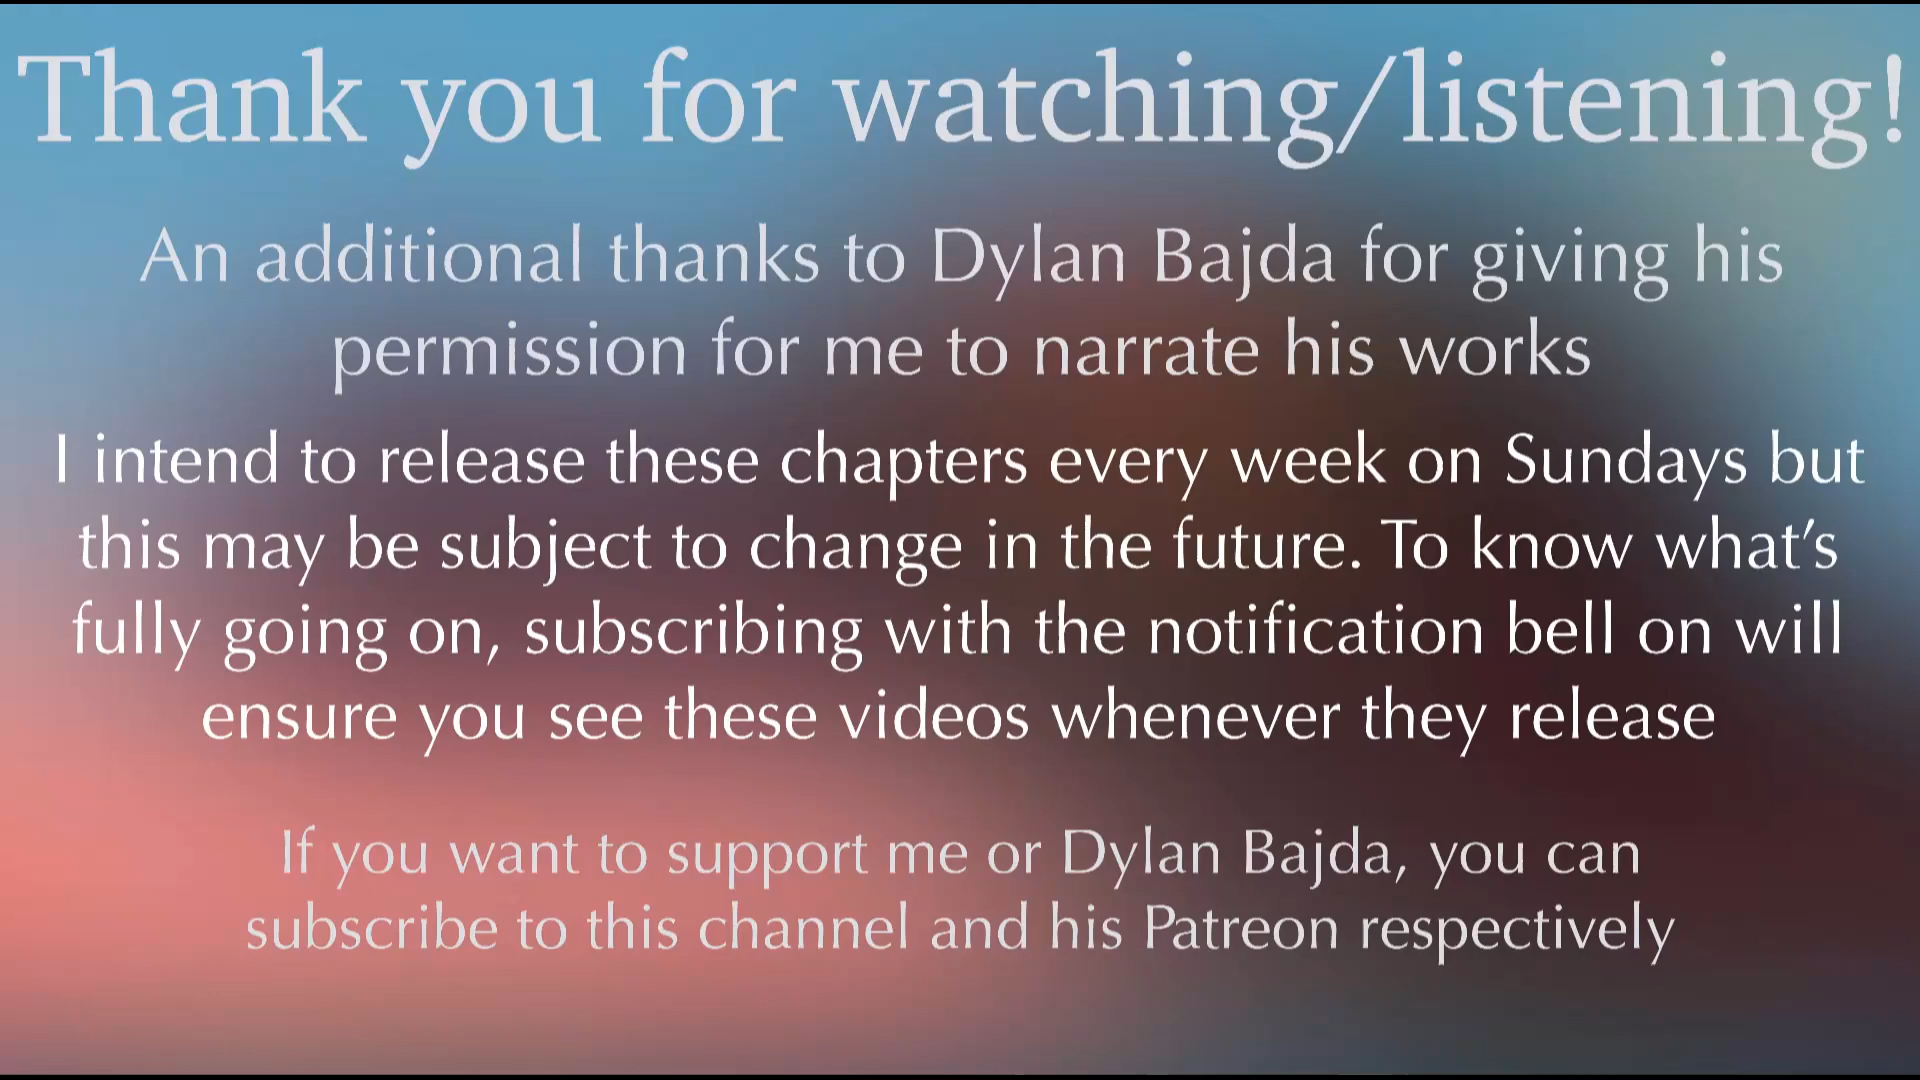 Thank you for watching/listening!
An additional thanks to Dylan Bajda for giving his
permission for me to narrate his works
I intend to release these chapters every week on Sundays but
this may be subject to change in the future. To know what’s
fully going on, subscribing with the notification bell on will
ensure you see these videos whenever they release
If you want to support me or Dylan Bajda, you can
subscribe to this channel and his Patreon respectively